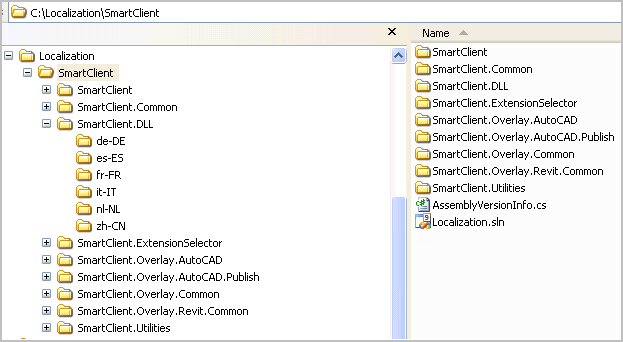 C:\Localization\SmartClient
Localization
SmartClient
SmartClient
SmartClient.Common
SmartClient.DLL
de-DE
es-ES
fr-FR
it-IT
nl-NL
zh-CN
SmartClient.ExtensionSelector
SmartClient.Overlay.AutoCAD
SmartClient.Overlay.AutoCAD.Publish
SmartClient.Overlay.Common
SmartClient.Overlay.Revit.Common
SmartClient.Utilities
Name
SmartClient
SmartClient.Common
SmartClient.DLL
SmartClient.ExtensionSelector
SmartClient.Overlay.AutoCAD
SmartClient.Overlay.AutoCAD.Publish
SmartClient.Overlay.Common
SmartClient.Overlay.Revit.Common
SmartClient.Utilities
AssemblyVersionInfo.cs
Localization.sln